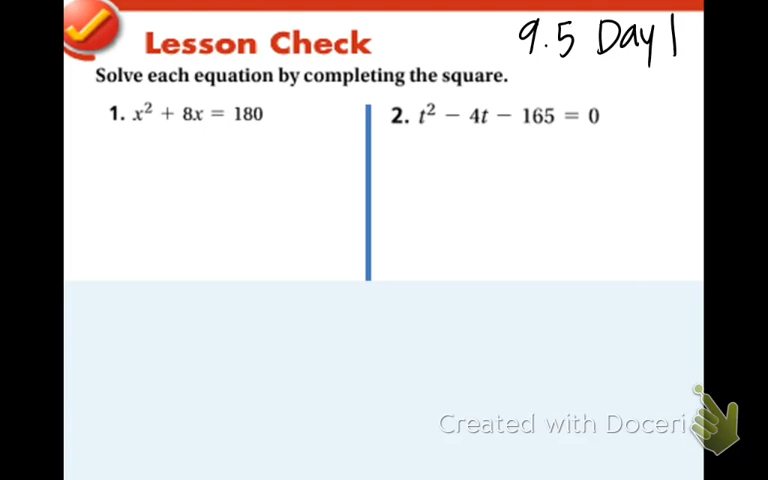 Lesson Check 9.5 Day 1
Solve each equation by completing the square.
1. x² + 8x = 180
2. t² − 4t − 165 = 0
Created with Doceri